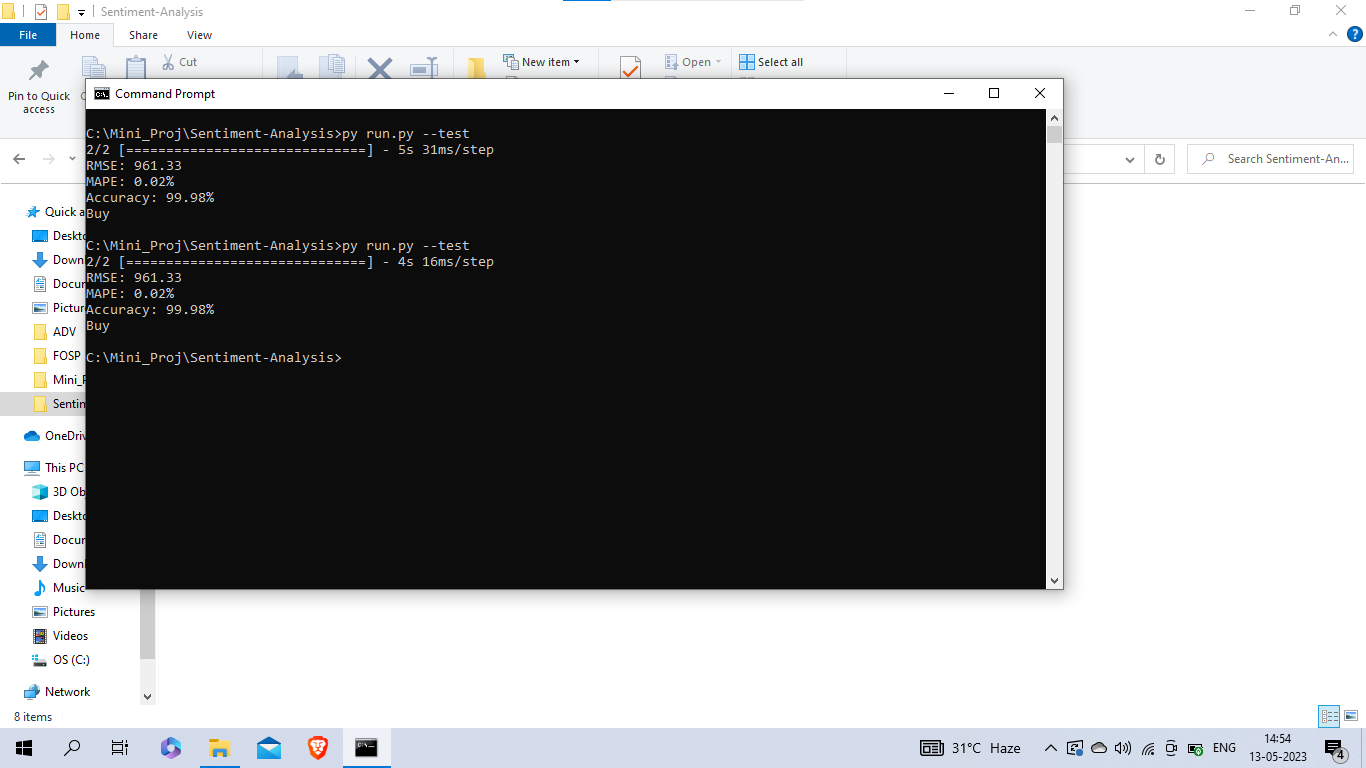 Sentiment-Analysis
File Home Share View
Pin to Quick access
Cut
New item
Open
Select all
Command Prompt
C:\Mini_Proj\Sentiment-Analysis>py run.py --test
2/2 [==============================] - 5s 31ms/step
RMSE: 961.33
MAPE: 0.02%
Accuracy: 99.98%
Buy
C:\Mini_Proj\Sentiment-Analysis>py run.py --test
2/2 [==============================] - 4s 16ms/step
RMSE: 961.33
MAPE: 0.02%
Accuracy: 99.98%
Buy
C:\Mini_Proj\Sentiment-Analysis>
Search Sentiment-An...
Quick a
Deskto
Down
Docur
Pictur
ADV
FOSP
Mini_P
Sentin
OneDriv
This PC
3D Ob
Deskto
Docur
Downl
Music
Pictures
Videos
OS (C:)
Network
8 items
31°C Haze
ENG
14:54
13-05-2023
4